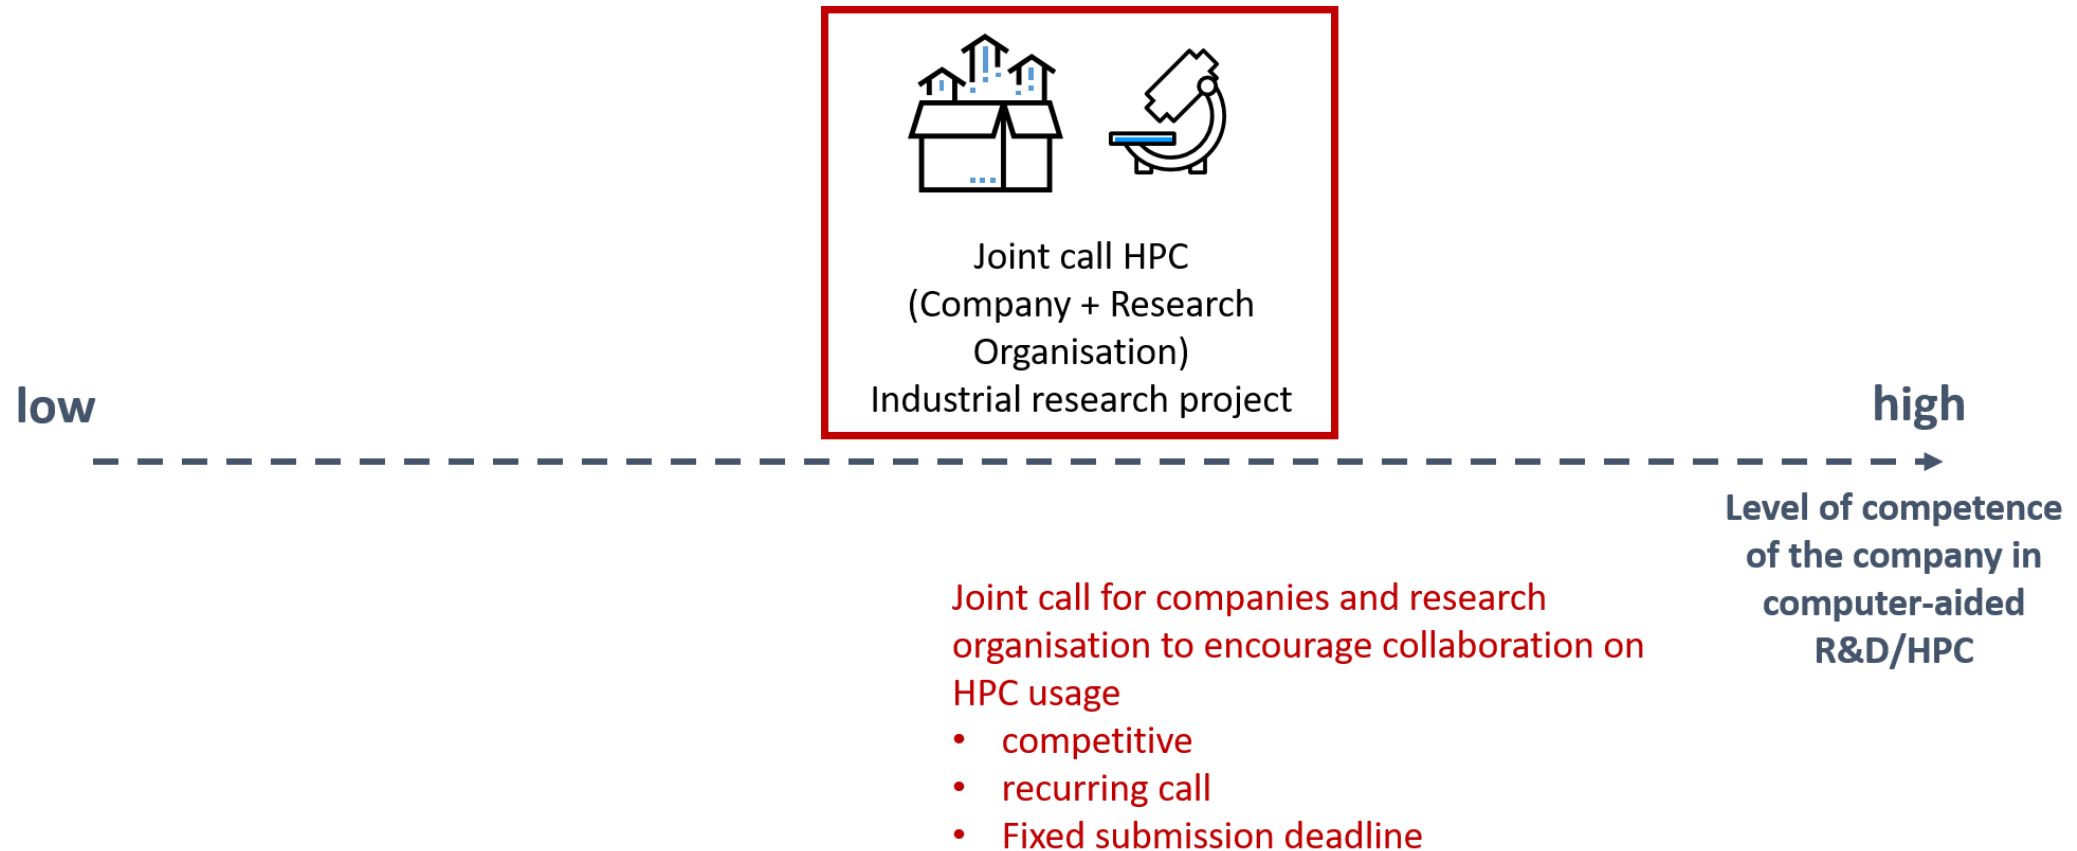 Joint call HPC
(Company + Research
Organisation)
Industrial research project
low
high
Level of competence
of the company in
computer-aided
R&D/HPC
Joint call for companies and research
organisation to encourage collaboration on
HPC usage
• competitive
• recurring call
• Fixed submission deadline